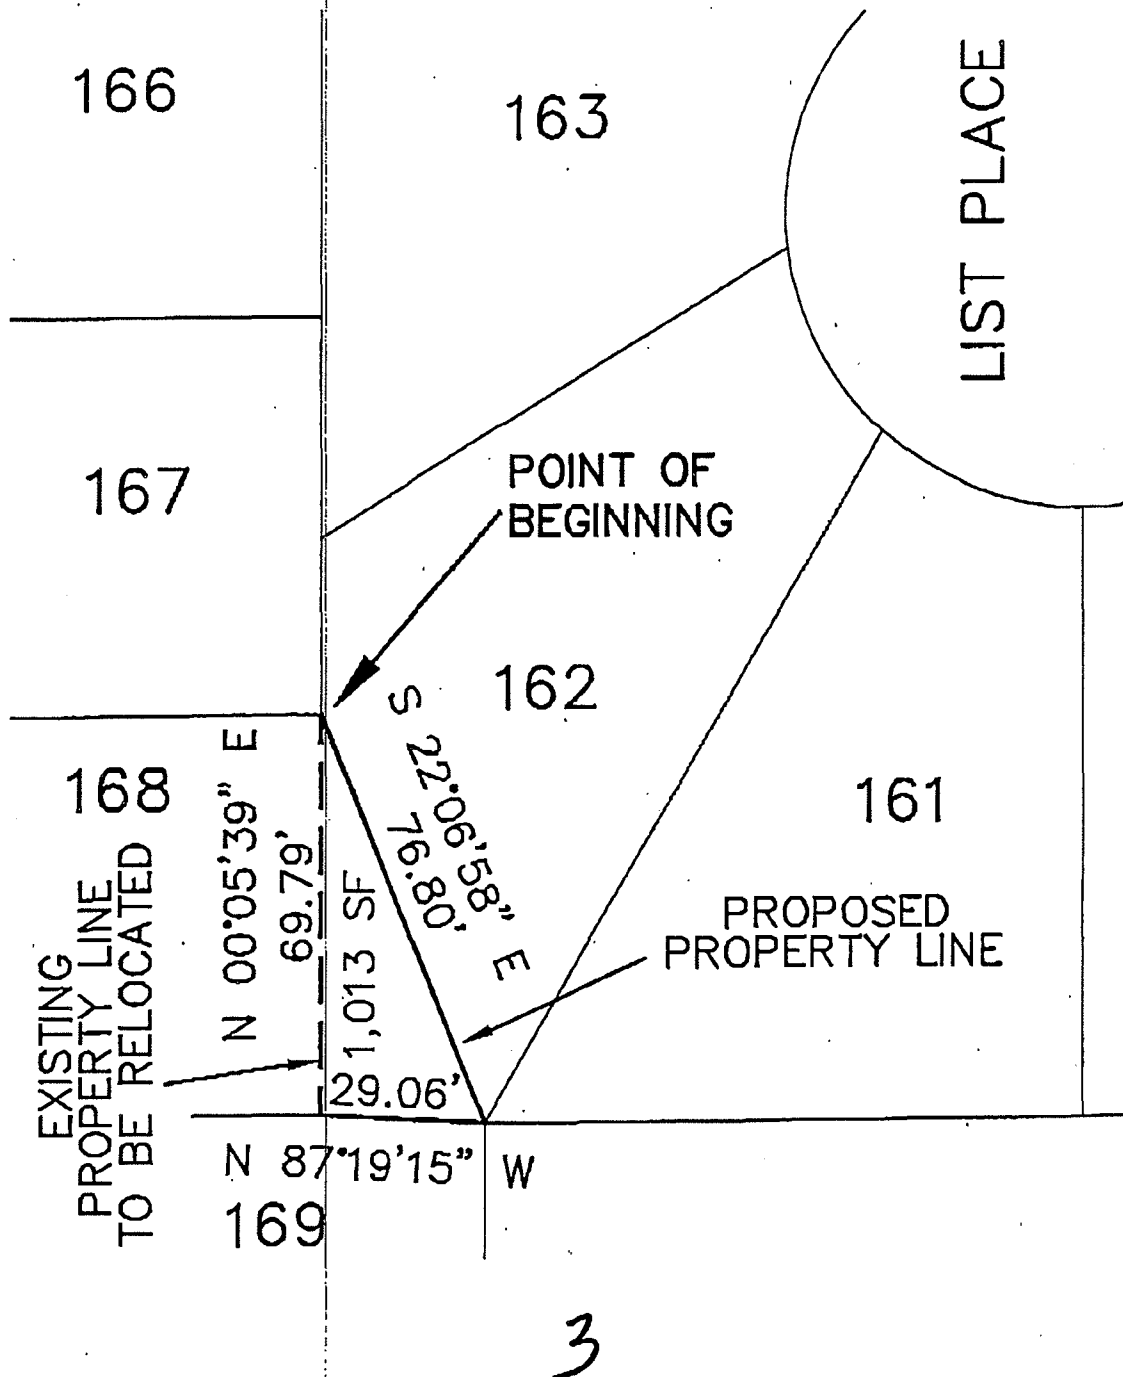 166
163
LIST PLACE
167
POINT OF
BEGINNING
162
S 22°06'58" E
76.80'
168
N 00°05'39" E
69.79'
1,013 SF
161
PROPOSED
PROPERTY LINE
EXISTING
PROPERTY LINE
TO BE RELOCATED
29.06'
N 87°19'15" W
169
3